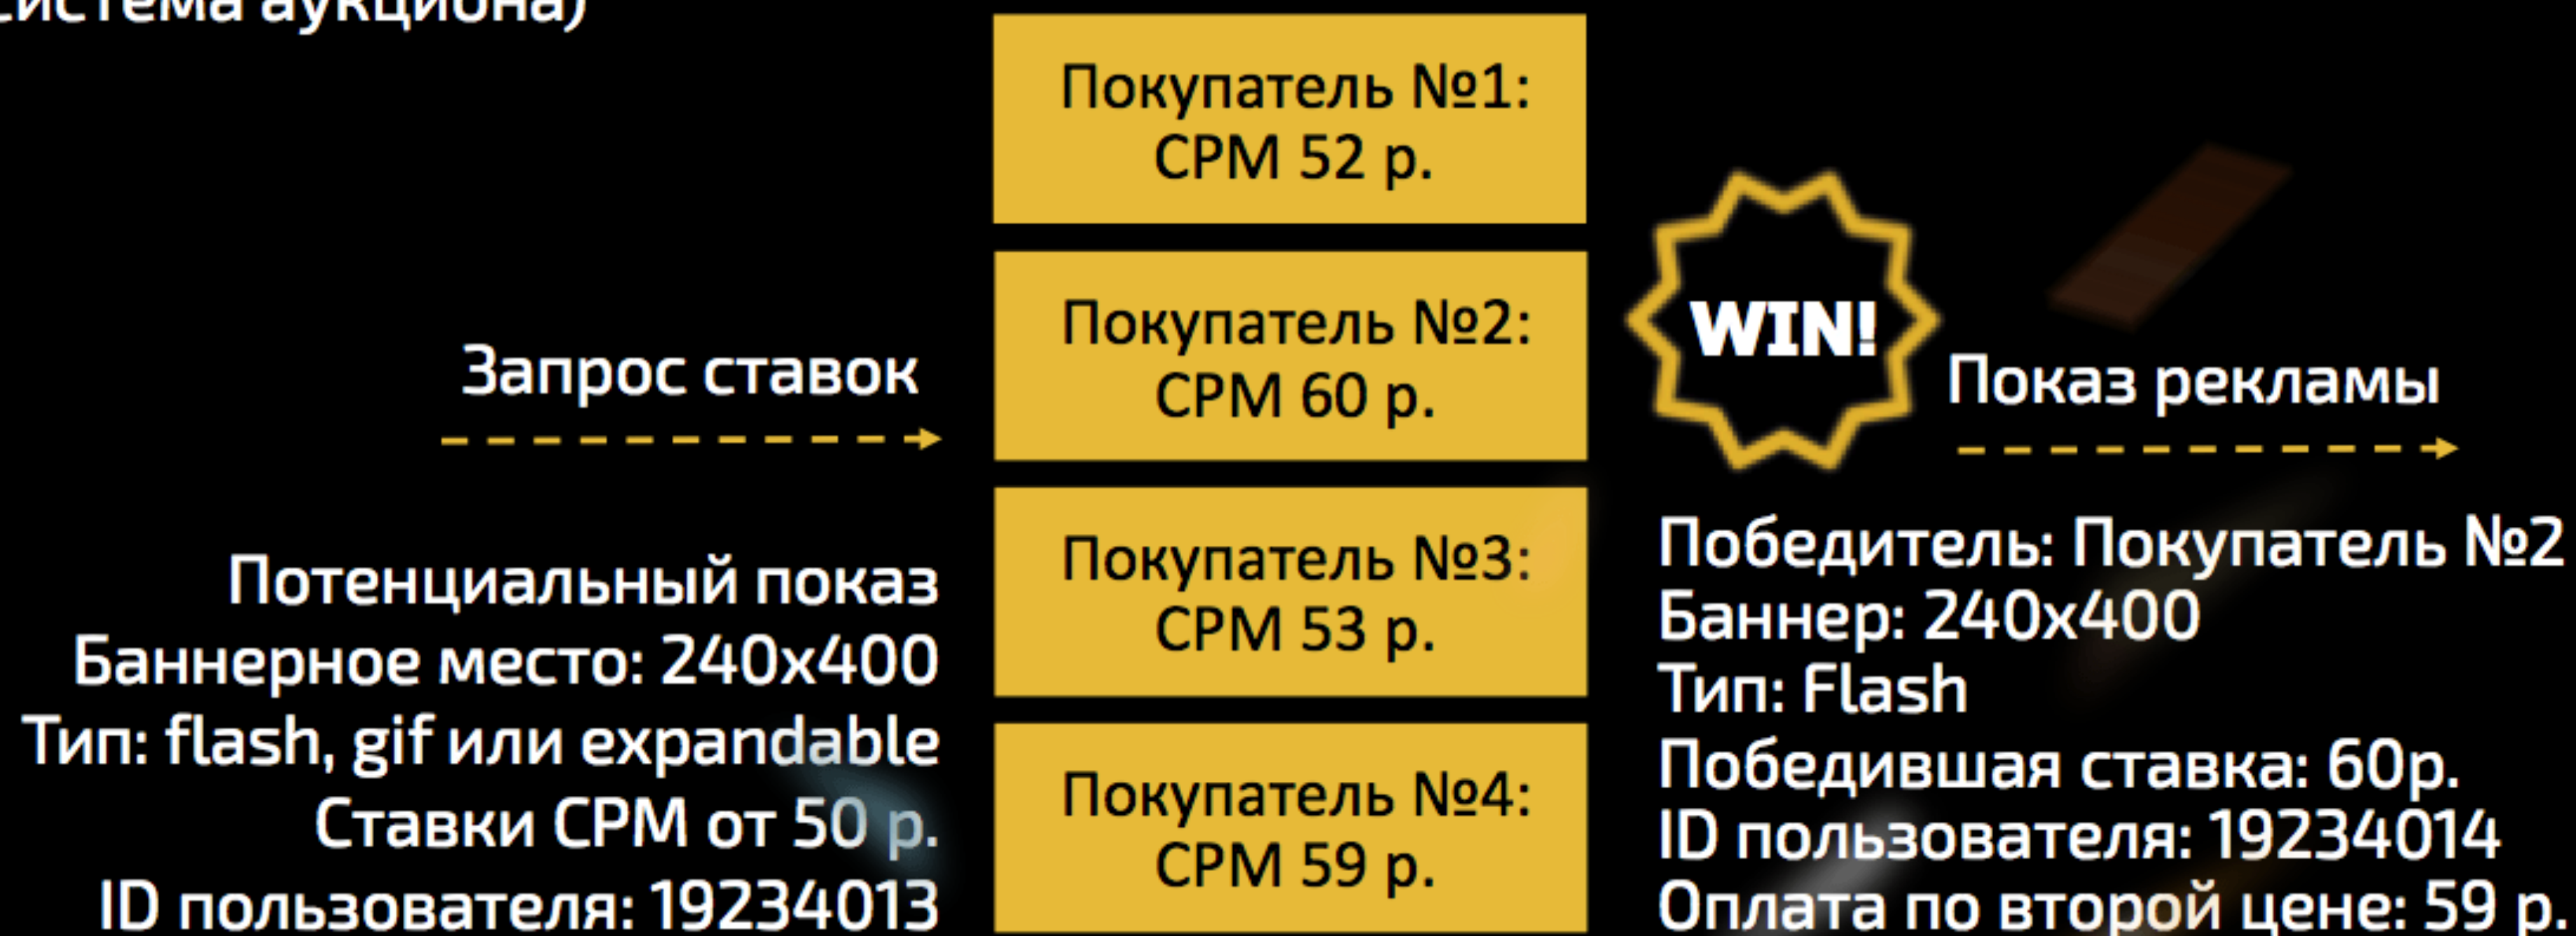 система аукциона)
Запрос ставок
Потенциальный показ
Баннерное место: 240x400
Тип: flash, gif или expandable
Ставки CPM от 50 р.
ID пользователя: 19234013
Покупатель №1:
CPM 52 р.
Покупатель №2:
CPM 60 р.
Покупатель №3:
CPM 53 р.
Покупатель №4:
CPM 59 р.
WIN!
Показ рекламы
Победитель: Покупатель №2
Баннер: 240x400
Тип: Flash
Победившая ставка: 60р.
ID пользователя: 19234014
Оплата по второй цене: 59 р.